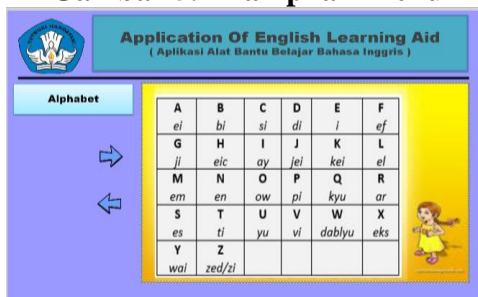 Application Of English Learning Aid
( Aplikasi Alat Bantu Belajar Bahasa Inggris )
Alphabet
A B C D E F
ei bi si di i ef
G H I J K L
ji eic ay jei kei el
M N O P Q R
em en ow pi kyu ar
S T U V W X
es ti yu vi dablyu eks
Y Z
wai zed/zi